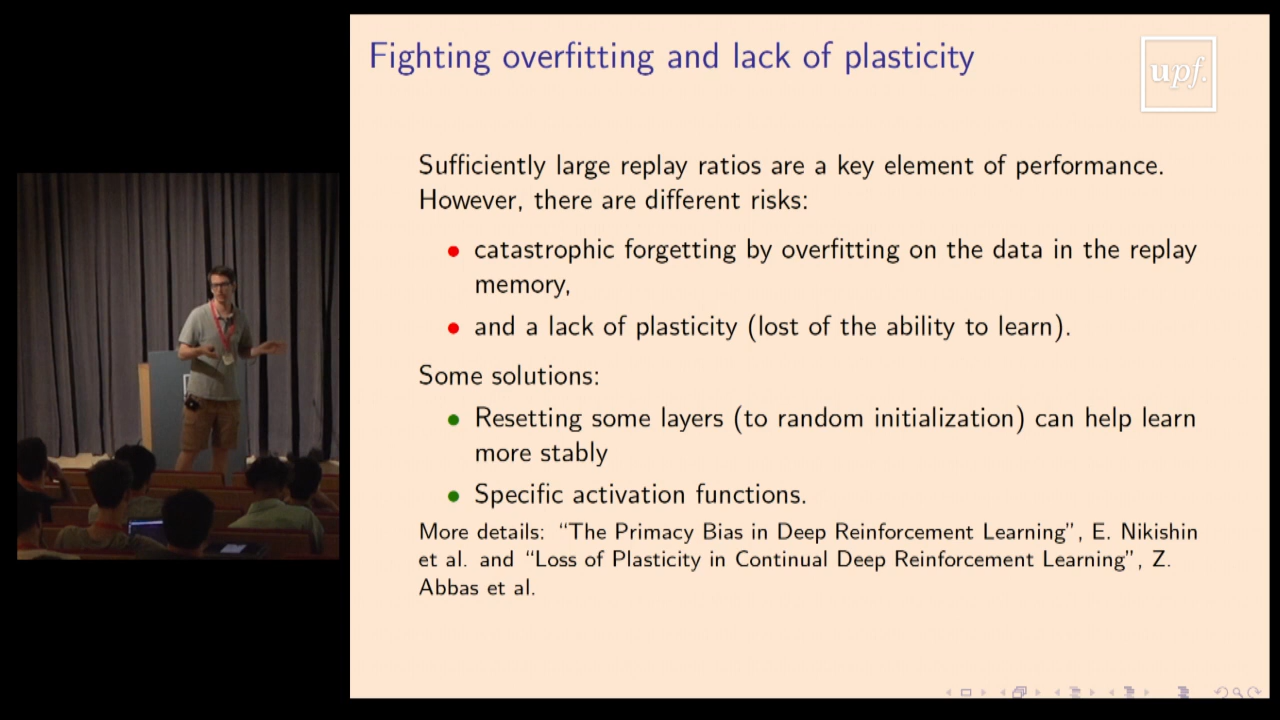 Fighting overfitting and lack of plasticity
upf.
Sufficiently large replay ratios are a key element of performance.
However, there are different risks:
catastrophic forgetting by overfitting on the data in the replay
memory,
and a lack of plasticity (lost of the ability to learn).
Some solutions:
Resetting some layers (to random initialization) can help learn
more stably
Specific activation functions.
More details: “The Primacy Bias in Deep Reinforcement Learning”, E. Nikishin
et al. and “Loss of Plasticity in Continual Deep Reinforcement Learning”, Z.
Abbas et al.